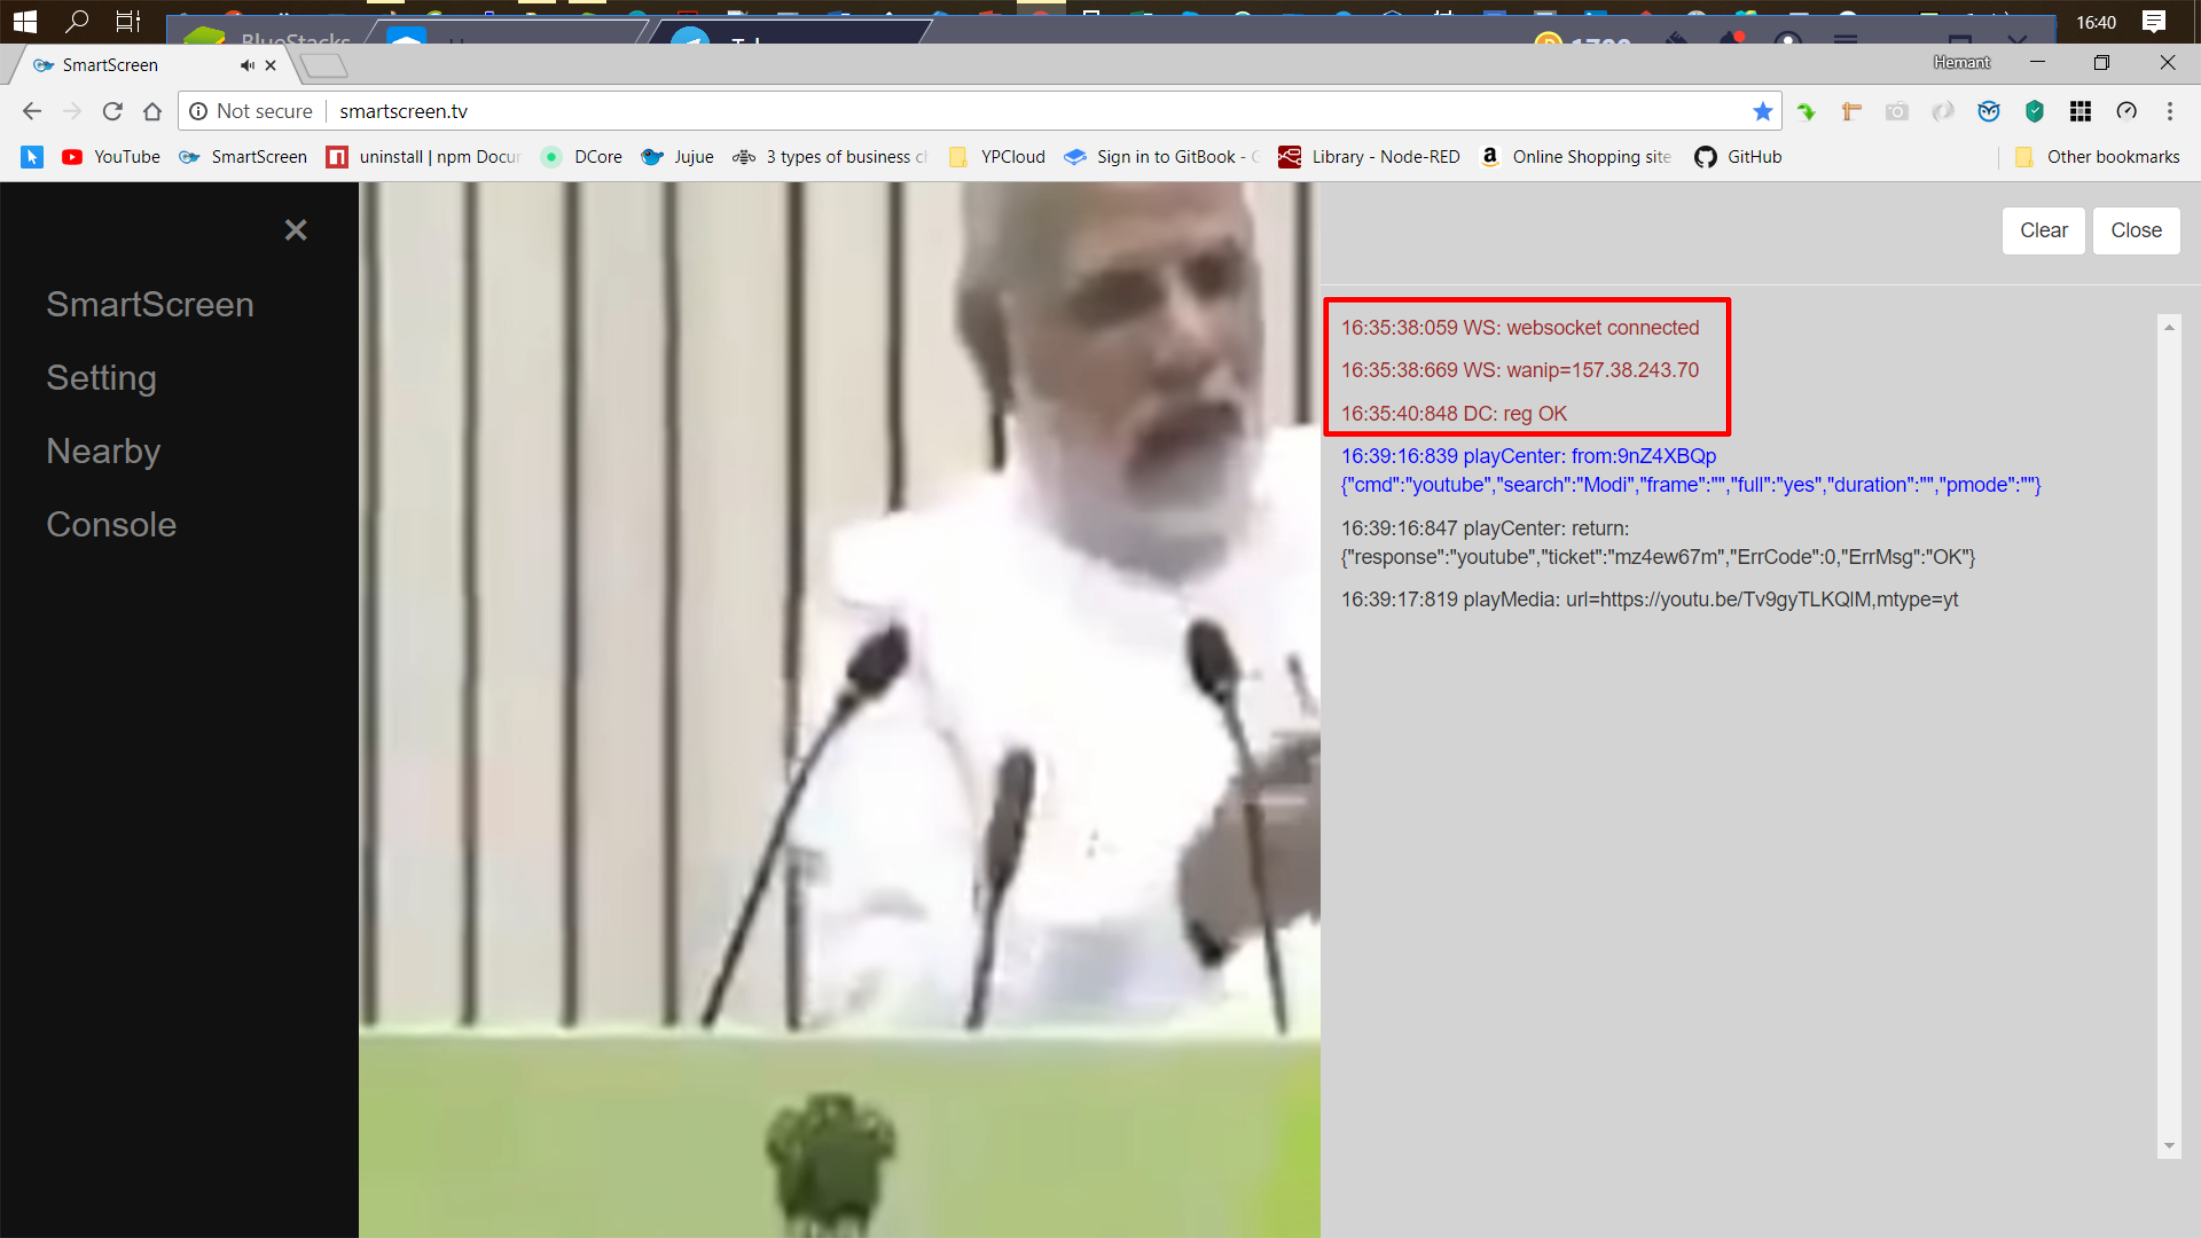 16:40
BlueStacks
SmartScreen
Hemant
Not secure
smartscreen.tv
YouTube
SmartScreen
uninstall | npm Docur
DCore
Jujue
3 types of business ch
YPCloud
Sign in to GitBook - G
Library - Node-RED
Online Shopping site
GitHub
Other bookmarks
Clear
Close
SmartScreen
Setting
Nearby
Console
16:35:38:059 WS: websocket connected
16:35:38:669 WS: wanip=157.38.243.70
16:35:40:848 DC: reg OK
16:39:16:839 playCenter: from:9nZ4XBQp
{"cmd":"youtube","search":"Modi","frame":"","full":"yes","duration":"","pmode":""}
16:39:16:847 playCenter: return:
{"response":"youtube","ticket":"mz4ew67m","ErrCode":0,"ErrMsg":"OK"}
16:39:17:819 playMedia: url=https://youtu.be/Tv9gyTLKQlM,mtype=yt